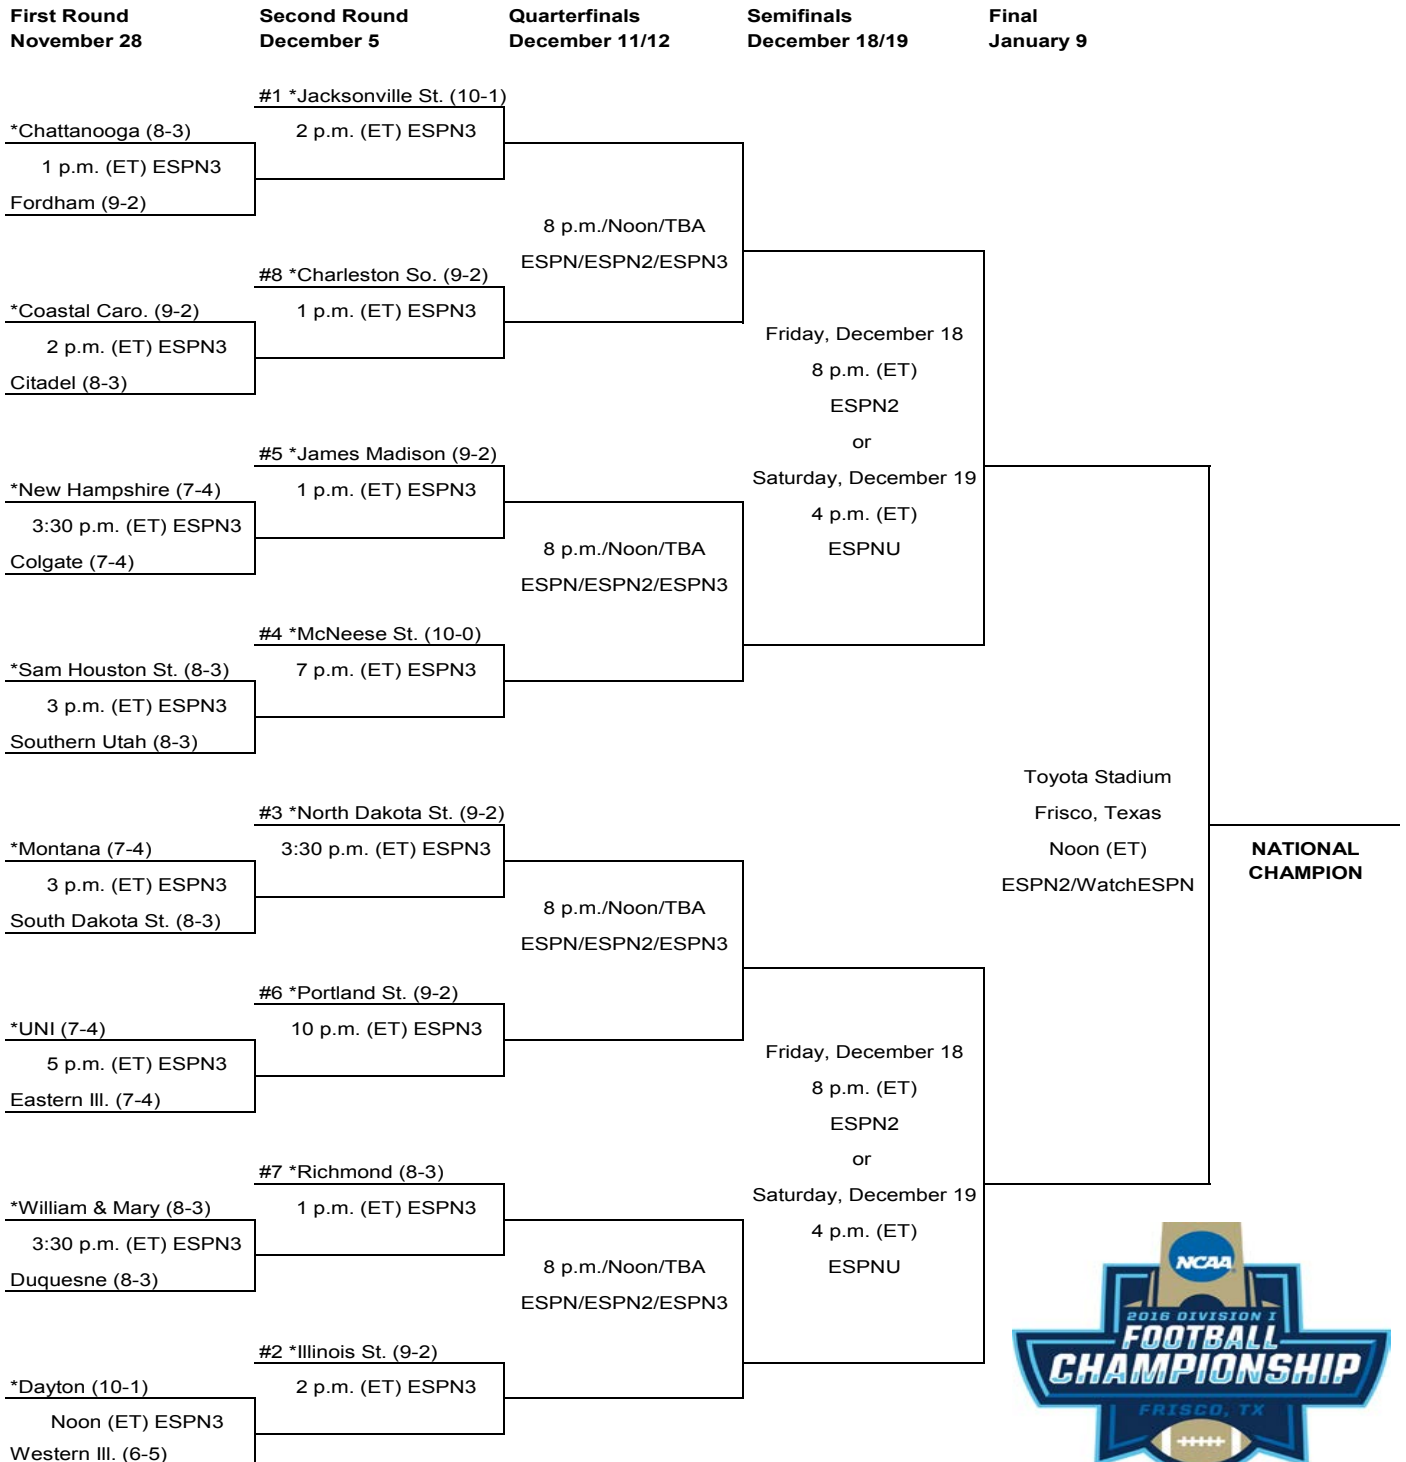 First Round Second Round Quarterfinals Semifinals Final
November 28 December 5 December 11/12 December 18/19 January 9
#1 *Jacksonville St. (10-1)
*Chattanooga (8-3) 2 p.m. (ET) ESPN3
1 p.m. (ET) ESPN3
Fordham (9-2)
8 p.m./Noon/TBA
ESPN/ESPN2/ESPN3
#8 *Charleston So. (9-2)
*Coastal Caro. (9-2) 1 p.m. (ET) ESPN3
Friday, December 18
2 p.m. (ET) ESPN3
8 p.m. (ET)
Citadel (8-3)
ESPN2
or
#5 *James Madison (9-2)
Saturday, December 19
*New Hampshire (7-4) 1 p.m. (ET) ESPN3
4 p.m. (ET)
3:30 p.m. (ET) ESPN3
8 p.m./Noon/TBA ESPNU
Colgate (7-4)
ESPN/ESPN2/ESPN3
#4 *McNeese St. (10-0)
*Sam Houston St. (8-3) 7 p.m. (ET) ESPN3
3 p.m. (ET) ESPN3
Southern Utah (8-3)
Toyota Stadium
#3 *North Dakota St. (9-2) Frisco, Texas
*Montana (7-4) 3:30 p.m. (ET) ESPN3 Noon (ET) NATIONAL
CHAMPION
3 p.m. (ET) ESPN3 ESPN2/WatchESPN
8 p.m./Noon/TBA
South Dakota St. (8-3)
ESPN/ESPN2/ESPN3
#6 *Portland St. (9-2)
*UNI (7-4) 10 p.m. (ET) ESPN3
Friday, December 18
5 p.m. (ET) ESPN3
8 p.m. (ET)
Eastern Ill. (7-4)
ESPN2
or
#7 *Richmond (8-3)
Saturday, December 19
*William & Mary (8-3) 1 p.m. (ET) ESPN3
4 p.m. (ET)
3:30 p.m. (ET) ESPN3
8 p.m./Noon/TBA ESPNU
Duquesne (8-3)
ESPN/ESPN2/ESPN3
#2 *Illinois St. (9-2)
*Dayton (10-1) 2 p.m. (ET) ESPN3
Noon (ET) ESPN3
Western Ill. (6-5)
NCAA
2016 DIVISION I
FOOTBALL
CHAMPIONSHIP
FRISCO, TX